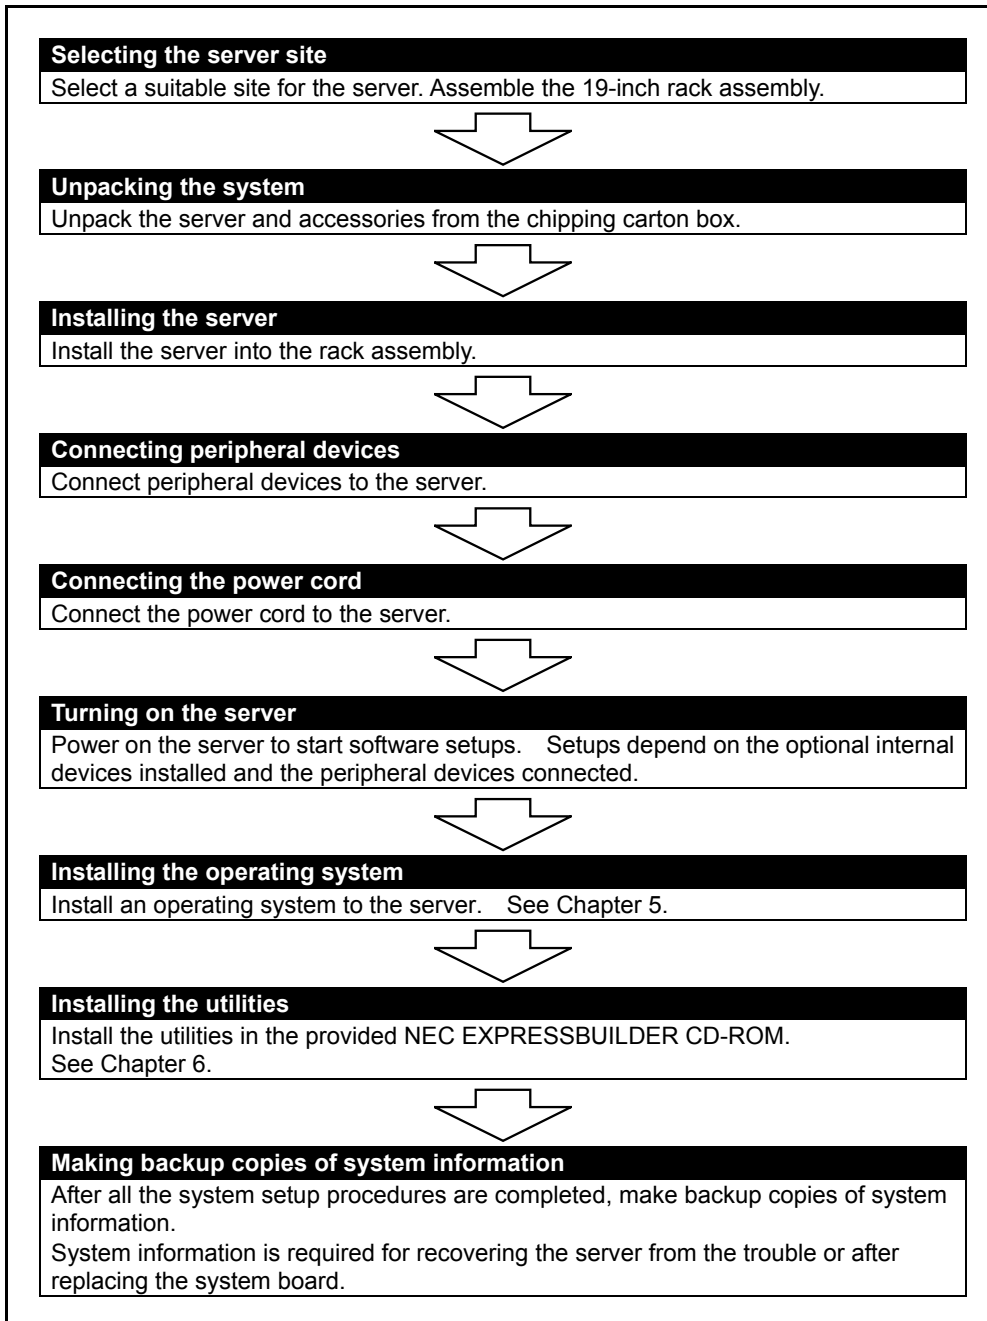 Selecting the server site
Select a suitable site for the server. Assemble the 19-inch rack assembly.
Unpacking the system
Unpack the server and accessories from the chipping carton box.
Installing the server
Install the server into the rack assembly.
Connecting peripheral devices
Connect peripheral devices to the server.
Connecting the power cord
Connect the power cord to the server.
Turning on the server
Power on the server to start software setups. Setups depend on the optional internal
devices installed and the peripheral devices connected.
Installing the operating system
Install an operating system to the server. See Chapter 5.
Installing the utilities
Install the utilities in the provided NEC EXPRESSBUILDER CD-ROM.
See Chapter 6.
Making backup copies of system information
After all the system setup procedures are completed, make backup copies of system
information.
System information is required for recovering the server from the trouble or after
replacing the system board.